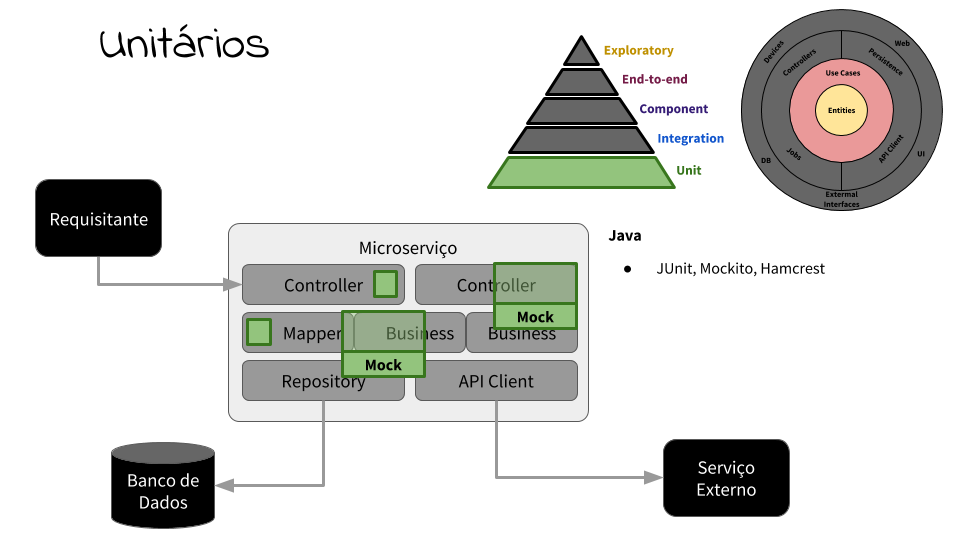 Unitários
Exploratory
End-to-end
Component
Integration
Unit
Devices
Web
Controllers
Persistence
Use Cases
Entities
Jobs
API Client
DB
UI
Extermal
Interfaces
Requisitante
Microserviço
Controller
Controller
Mock
Mapper
Business
Business
Mock
Repository
API Client
Java
● JUnit, Mockito, Hamcrest
Banco de
Dados
Serviço
Externo